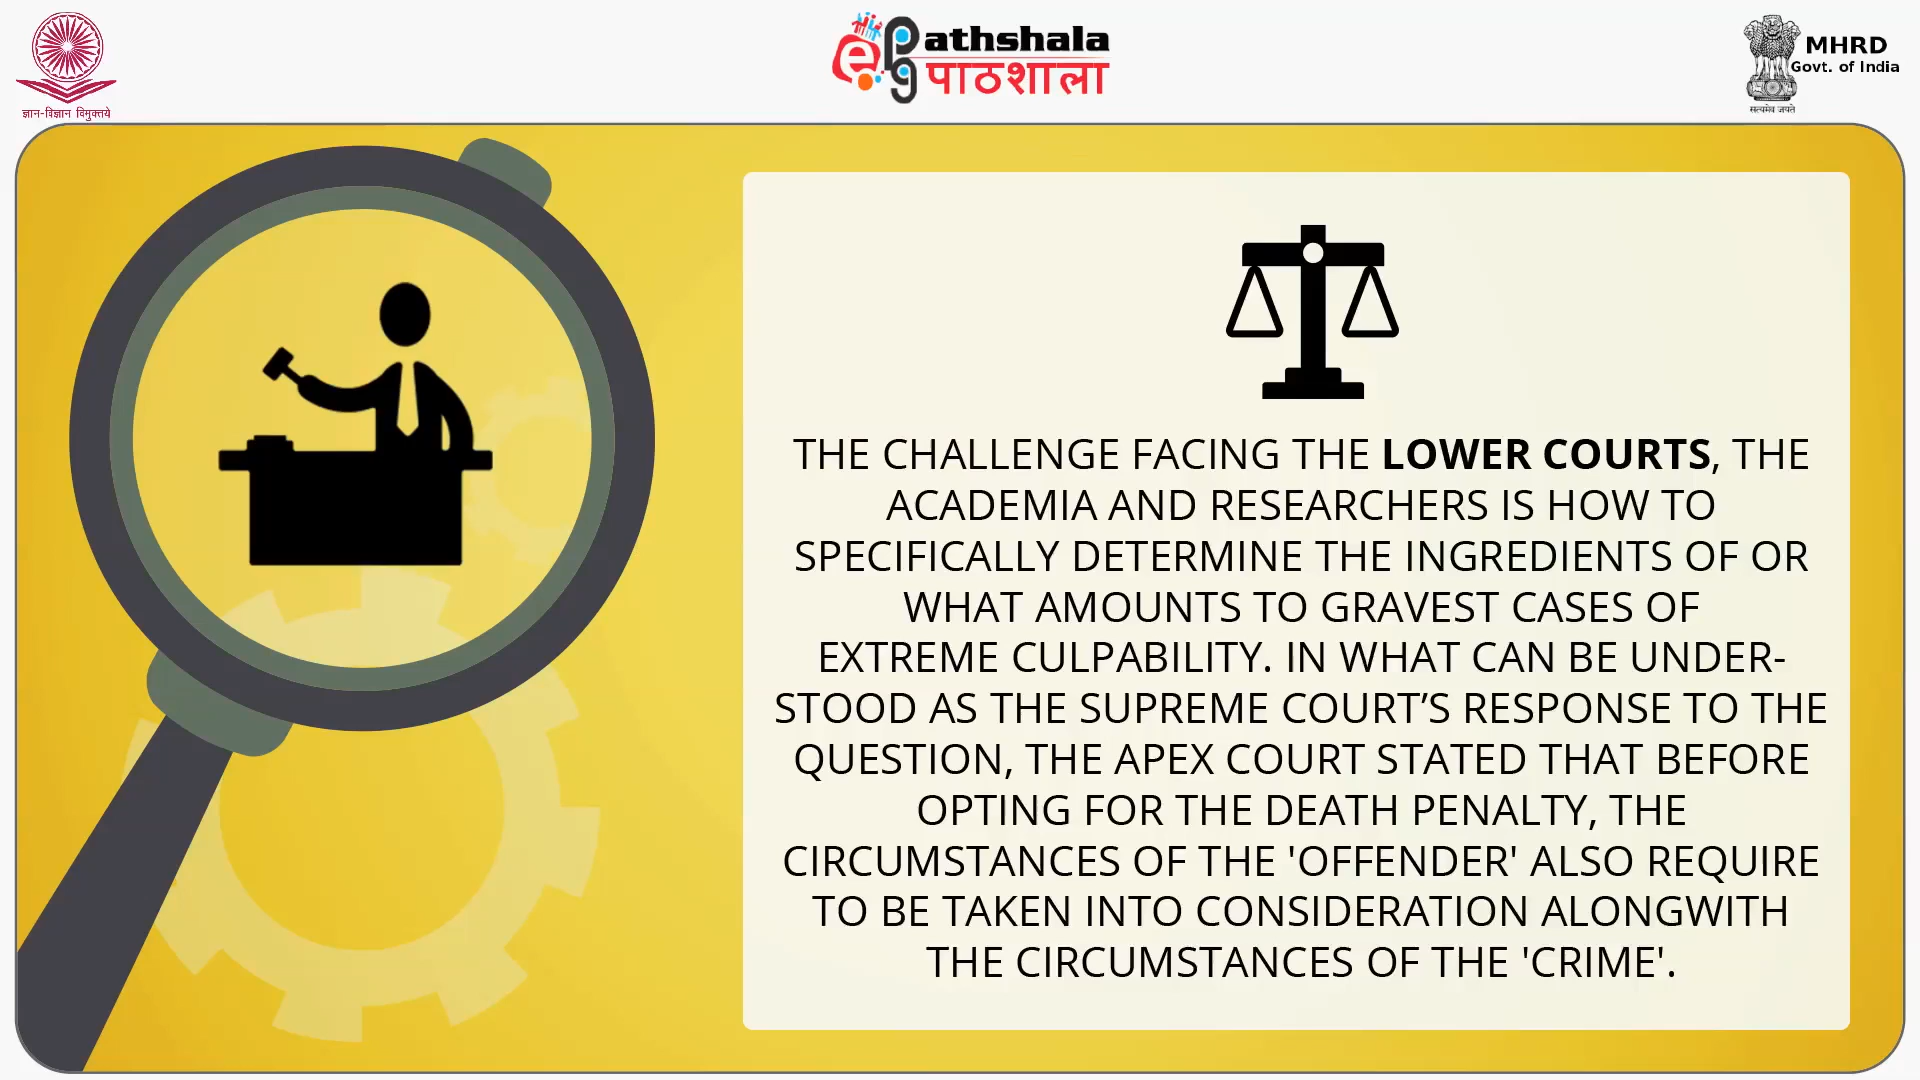 ज्ञान-विज्ञान विमुक्तये
ePG
athshala
पाठशाला
MHRD
Govt. of India
सत्यमेव जयते
THE CHALLENGE FACING THE LOWER COURTS, THE
ACADEMIA AND RESEARCHERS IS HOW TO
SPECIFICALLY DETERMINE THE INGREDIENTS OF OR
WHAT AMOUNTS TO GRAVEST CASES OF
EXTREME CULPABILITY. IN WHAT CAN BE UNDER-
STOOD AS THE SUPREME COURT’S RESPONSE TO THE
QUESTION, THE APEX COURT STATED THAT BEFORE
OPTING FOR THE DEATH PENALTY, THE
CIRCUMSTANCES OF THE 'OFFENDER' ALSO REQUIRE
TO BE TAKEN INTO CONSIDERATION ALONGWITH
THE CIRCUMSTANCES OF THE 'CRIME'.